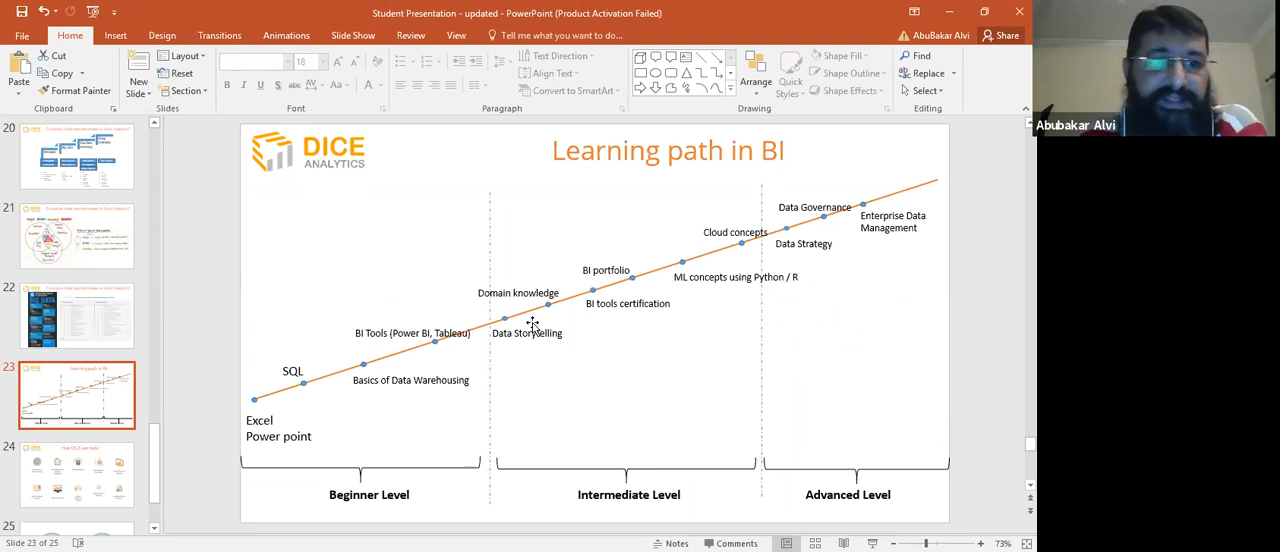 Student Presentation - updated - PowerPoint (Product Activation Failed)
File
Home
Insert
Design
Transitions
Animations
Slide Show
Review
View
Tell me what you want to do...
AbuBakar Alvi
Share
Paste
Cut
Copy
Format Painter
Clipboard
New
Slide
Layout
Reset
Section
Slides
18
B I U S abc AV Aa A
Font
Text Direction
Align Text
Convert to SmartArt
Paragraph
Arrange
Quick
Styles
Shape Fill
Shape Outline
Shape Effects
Drawing
Find
Replace
Select
Editing
Abubakar Alvi
20
21
22
23
24
25
DICE
ANALYTICS
Learning path in BI
Data Governance
Enterprise Data
Management
Cloud concepts
Data Strategy
BI portfolio
ML concepts using Python / R
Domain knowledge
BI tools certification
BI Tools (Power BI, Tableau)
Data Storytelling
SQL
Basics of Data Warehousing
Excel
Power point
Beginner Level
Intermediate Level
Advanced Level
Slide 23 of 25
Notes
Comments
73%